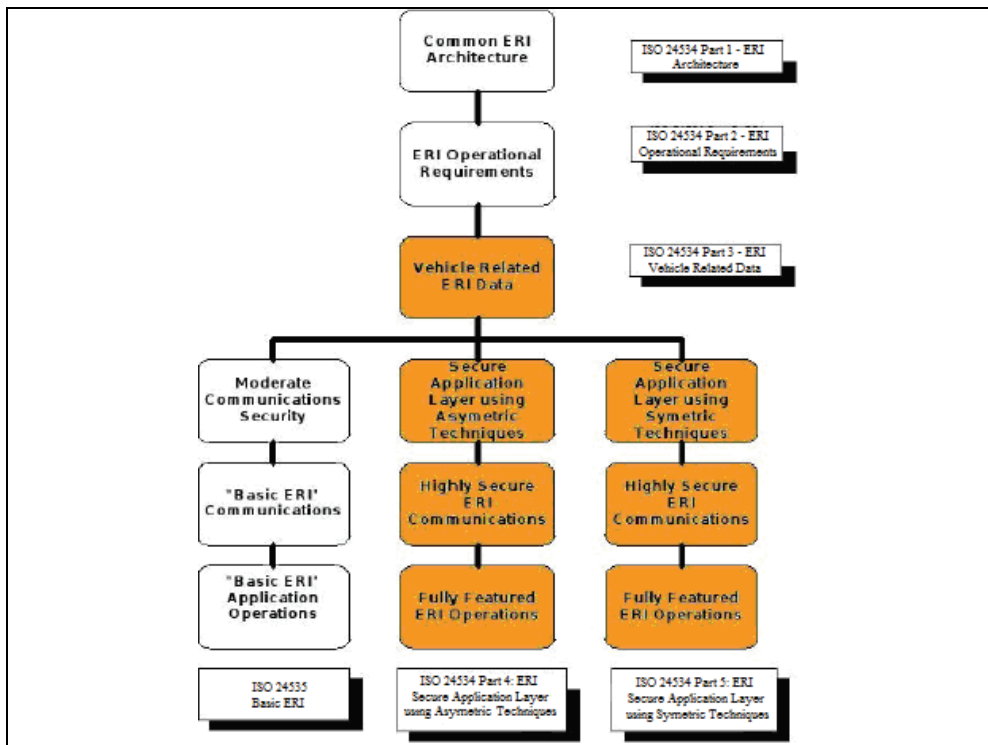 Common ERI
Architecture
ISO 24534 Part 1 - ERI
Architecture
ERI Operational
Requirements
ISO 24534 Part 2 - ERI
Operational Requirements
Vehicle Related
ERI Data
ISO 24534 Part 3 - ERI
Vehicle Related Data
Moderate
Communications
Security
Secure
Application
Layer using
Asymetric
Techniques
Secure
Application
Layer using
Symetric
Techniques
"Basic ERI'
Communications
Highly Secure
ERI
Communications
Highly Secure
ERI
Communications
"Basic ERI'
Application
Operations
Fully Featured
ERI Operations
Fully Featured
ERI Operations
ISO 24535
Basic ERI
ISO 24534 Part 4: ERI
Secure Application Layer
using Asymetric Techniques
ISO 24534 Part 5: ERI
Secure Application Layer
using Symetric Techniques